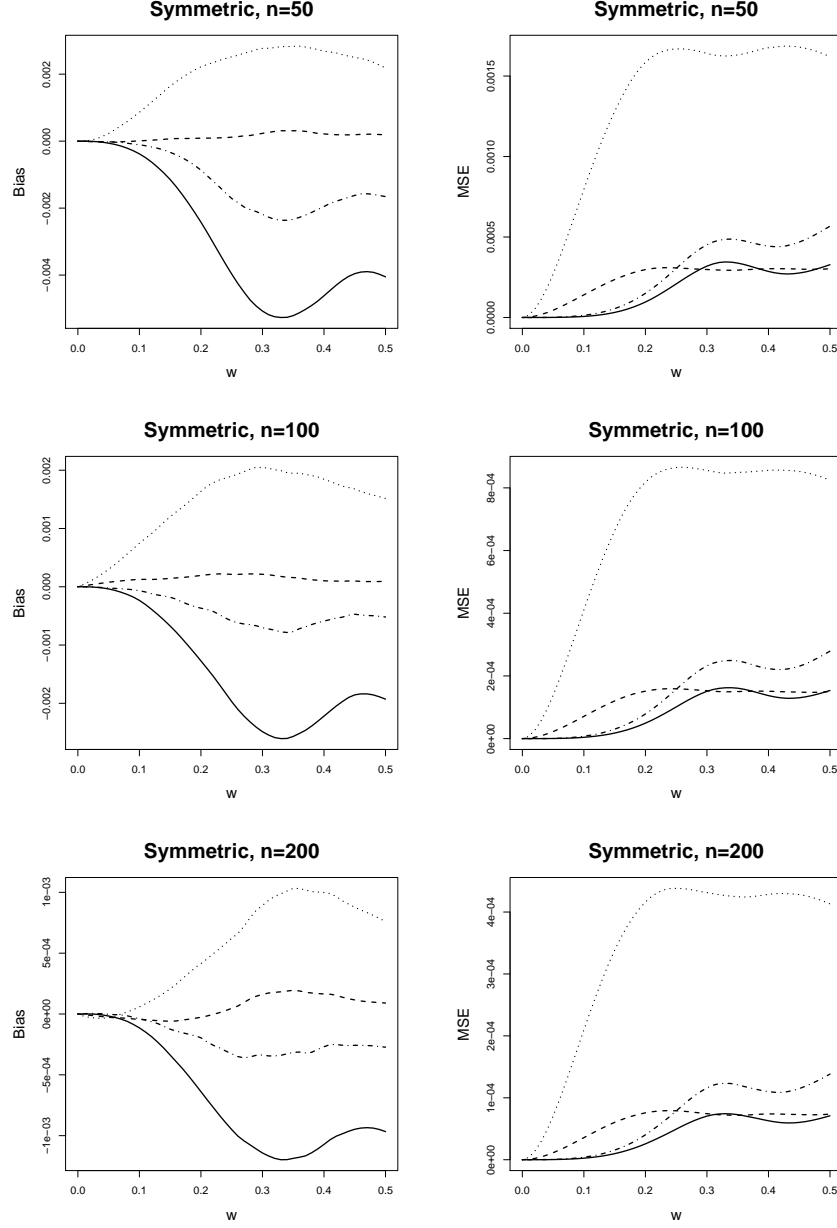 Symmetric, n=50
Bias
0.002
0.000
−0.002
−0.004
0.0 0.1 0.2 0.3 0.4 0.5
w
Symmetric, n=50
MSE
0.0015
0.0010
0.0005
0.0000
0.0 0.1 0.2 0.3 0.4 0.5
w
Symmetric, n=100
Bias
0.002
0.001
0.000
−0.001
−0.002
0.0 0.1 0.2 0.3 0.4 0.5
w
Symmetric, n=100
MSE
8e−04
6e−04
4e−04
2e−04
0e+00
0.0 0.1 0.2 0.3 0.4 0.5
w
Symmetric, n=200
Bias
1e−03
5e−04
0e+00
−5e−04
−1e−03
0.0 0.1 0.2 0.3 0.4 0.5
w
Symmetric, n=200
MSE
4e−04
3e−04
2e−04
1e−04
0e+00
0.0 0.1 0.2 0.3 0.4 0.5
w